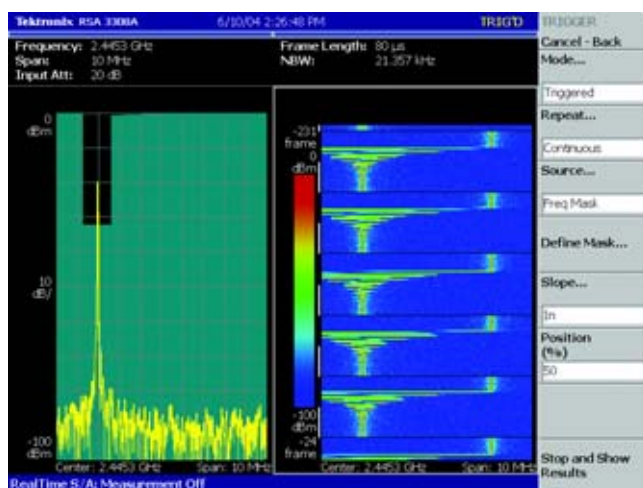 Tektronix RSA 3308A 6/10/04 2:26:48 PM TRIG'D TRIGGER
Frequency: 2.4453 GHz Frame Length: 80 µs
Span: 10 MHz NBW: 21.357 kHz
Input Att: 20 dB
Cancel - Back
Mode...
Triggered
Repeat...
Continuous
Source...
Freq Mask
Define Mask...
Slope...
In
Position
(%)
50
Stop and Show
Results
0
dBm
10
dB/
-100
dBm
Center: 2.4453 GHz Span: 10 MHz
-231
frame
0
dBm
-100
dBm
-24
frame
Center: 2.4453 GHz Span: 10 MHz
RealTime S/A: Measurement Off